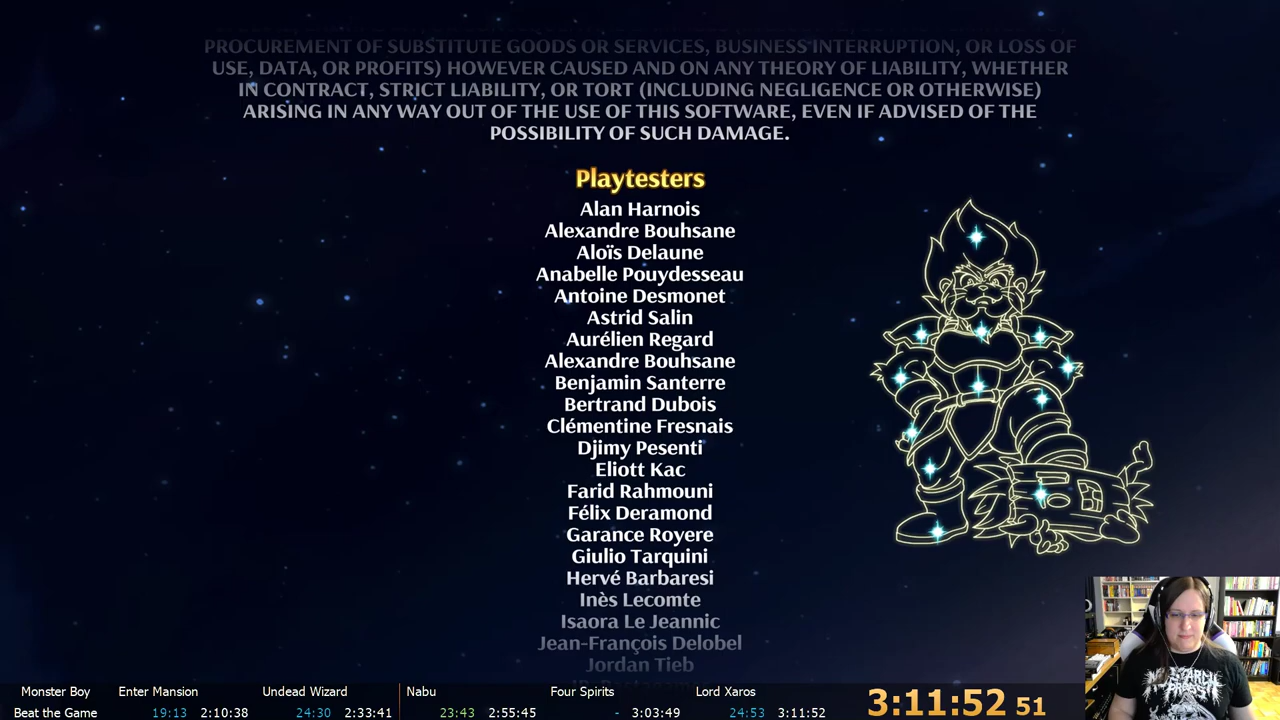 PROCUREMENT OF SUBSTITUTE GOODS OR SERVICES, BUSINESS INTERRUPTION, OR LOSS OF
USE, DATA, OR PROFITS) HOWEVER CAUSED AND ON ANY THEORY OF LIABILITY, WHETHER
IN CONTRACT, STRICT LIABILITY, OR TORT (INCLUDING NEGLIGENCE OR OTHERWISE)
ARISING IN ANY WAY OUT OF THE USE OF THIS SOFTWARE, EVEN IF ADVISED OF THE
POSSIBILITY OF SUCH DAMAGE.
Playtesters
Alan Harnois
Alexandre Bouhsane
Aloïs Delaune
Anabelle Pouydesseau
Antoine Desmonet
Astrid Salin
Aurélien Regard
Alexandre Bouhsane
Benjamin Santerre
Bertrand Dubois
Clémentine Fresnais
Djimy Pesenti
Eliott Kac
Farid Rahmouni
Félix Deramond
Garance Royere
Giulio Tarquini
Hervé Barbaresi
Inès Lecomte
Isaora Le Jeannic
Jean-François Delobel
Jordan Tieb
Monster Boy Enter Mansion Undead Wizard Nabu Four Spirits Lord Xaros
Beat the Game 19:13 2:10:38 24:30 2:33:41 23:43 2:55:45 - 3:03:49 24:53 3:11:52
3:11:52 51